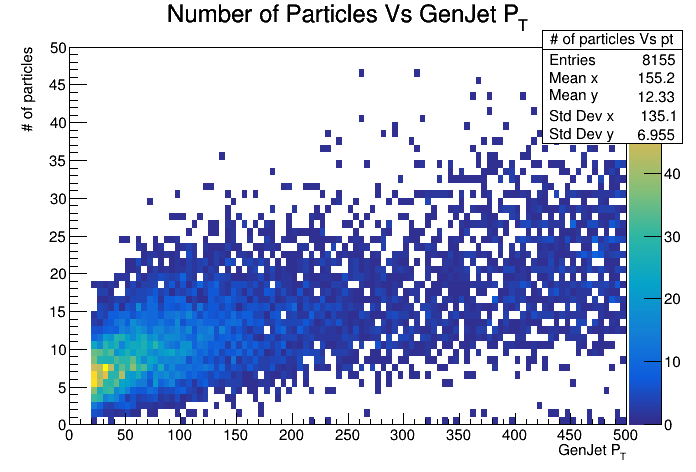 Number of Particles Vs GenJet P_T
# of particles Vs pt
Entries 8155
Mean x 155.2
Mean y 12.33
Std Dev x 135.1
Std Dev y 6.955
# of particles
50
45
40
35
30
25
20
15
10
5
0
40
30
20
10
0
0 50 100 150 200 250 300 350 400 450 500
GenJet P_T